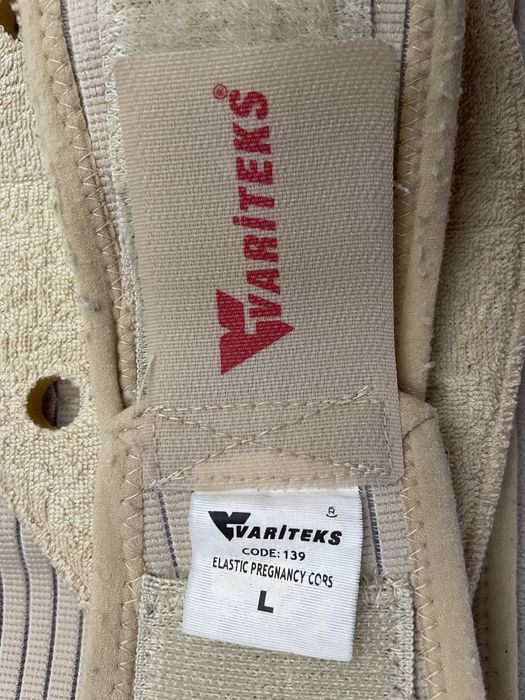 VARİTEKS®
®
VARİTEKS
CODE: 139
ELASTIC PREGNANCY CORS
L